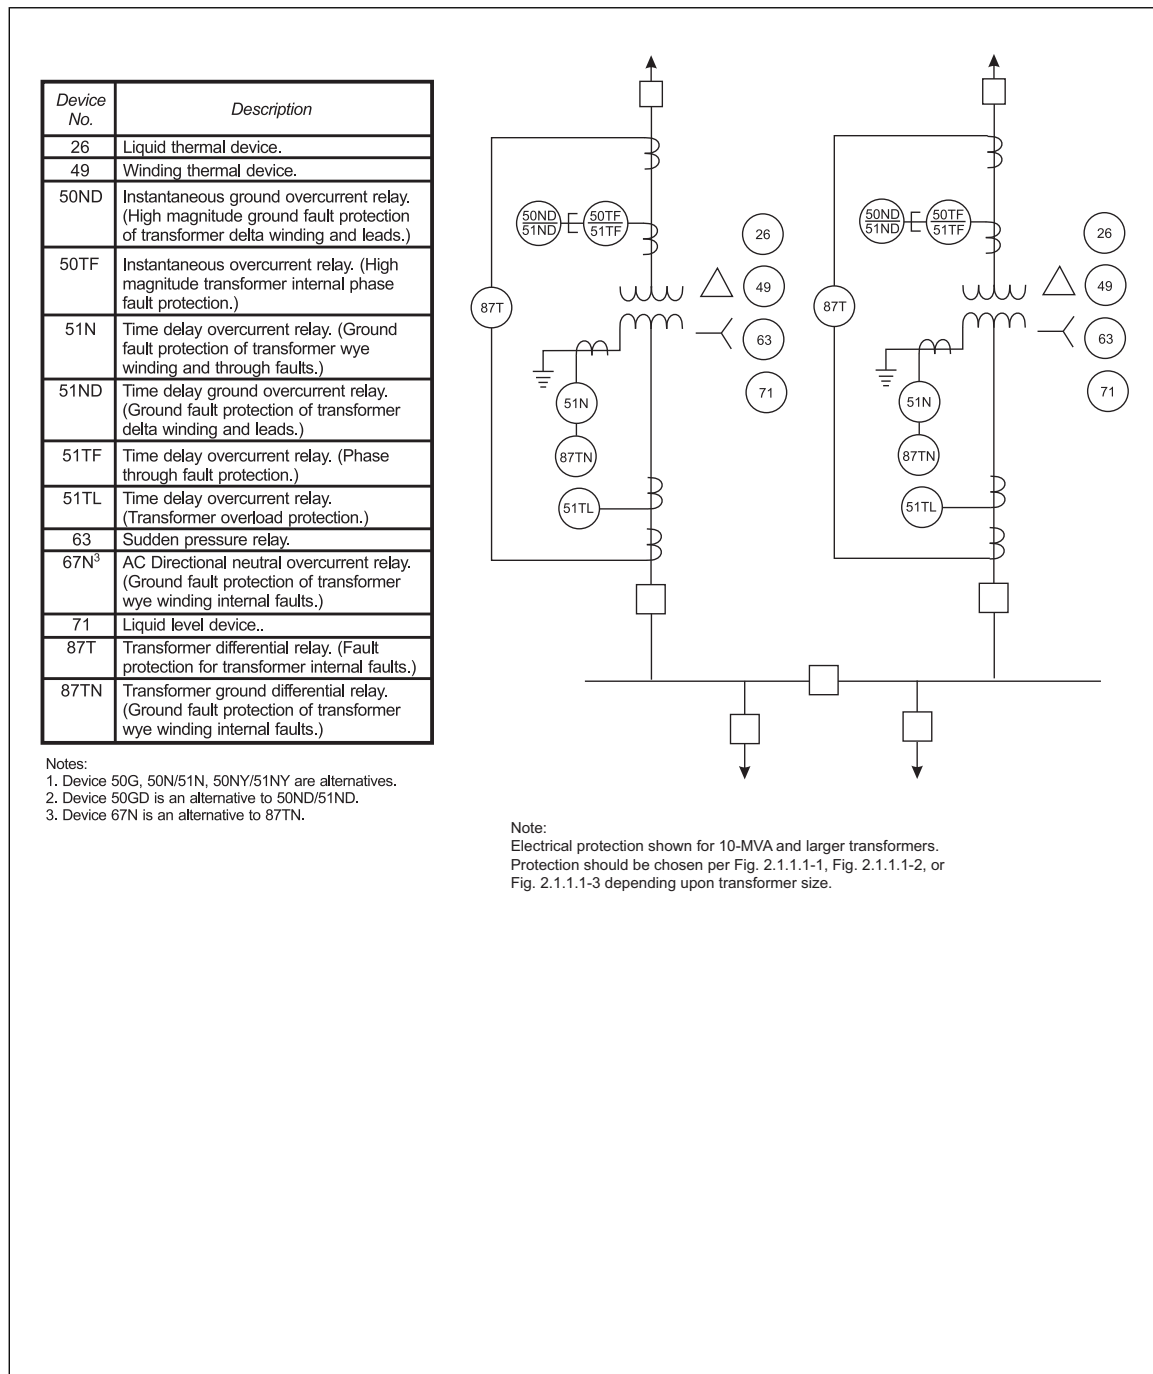 Device
No.
Description
26
Liquid thermal device.
49
Winding thermal device.
50ND
Instantaneous ground overcurrent relay.
(High magnitude ground fault protection
of transformer delta winding and leads.)
50TF
Instantaneous overcurrent relay. (High
magnitude transformer internal phase
fault protection.)
51N
Time delay overcurrent relay. (Ground
fault protection of transformer wye
winding and through faults.)
51ND
Time delay ground overcurrent relay.
(Ground fault protection of transformer
delta winding and leads.)
51TF
Time delay overcurrent relay. (Phase
through fault protection.)
51TL
Time delay overcurrent relay.
(Transformer overload protection.)
63
Sudden pressure relay.
67N3
AC Directional neutral overcurrent relay.
(Ground fault protection of transformer
wye winding internal faults.)
71
Liquid level device..
87T
Transformer differential relay. (Fault
protection for transformer internal faults.)
87TN
Transformer ground differential relay.
(Ground fault protection of transformer
wye winding internal faults.)
Notes:
1. Device 50G, 50N/51N, 50NY/51NY are alternatives.
2. Device 50GD is an alternative to 50ND/51ND.
3. Device 67N is an alternative to 87TN.
50ND
51ND
50TF
51TF
26
49
87T
63
71
51N
87TN
51TL
50ND
51ND
50TF
51TF
26
49
87T
63
71
51N
87TN
51TL
Note:
Electrical protection shown for 10-MVA and larger transformers.
Protection should be chosen per Fig. 2.1.1.1-1, Fig. 2.1.1.1-2, or
Fig. 2.1.1.1-3 depending upon transformer size.